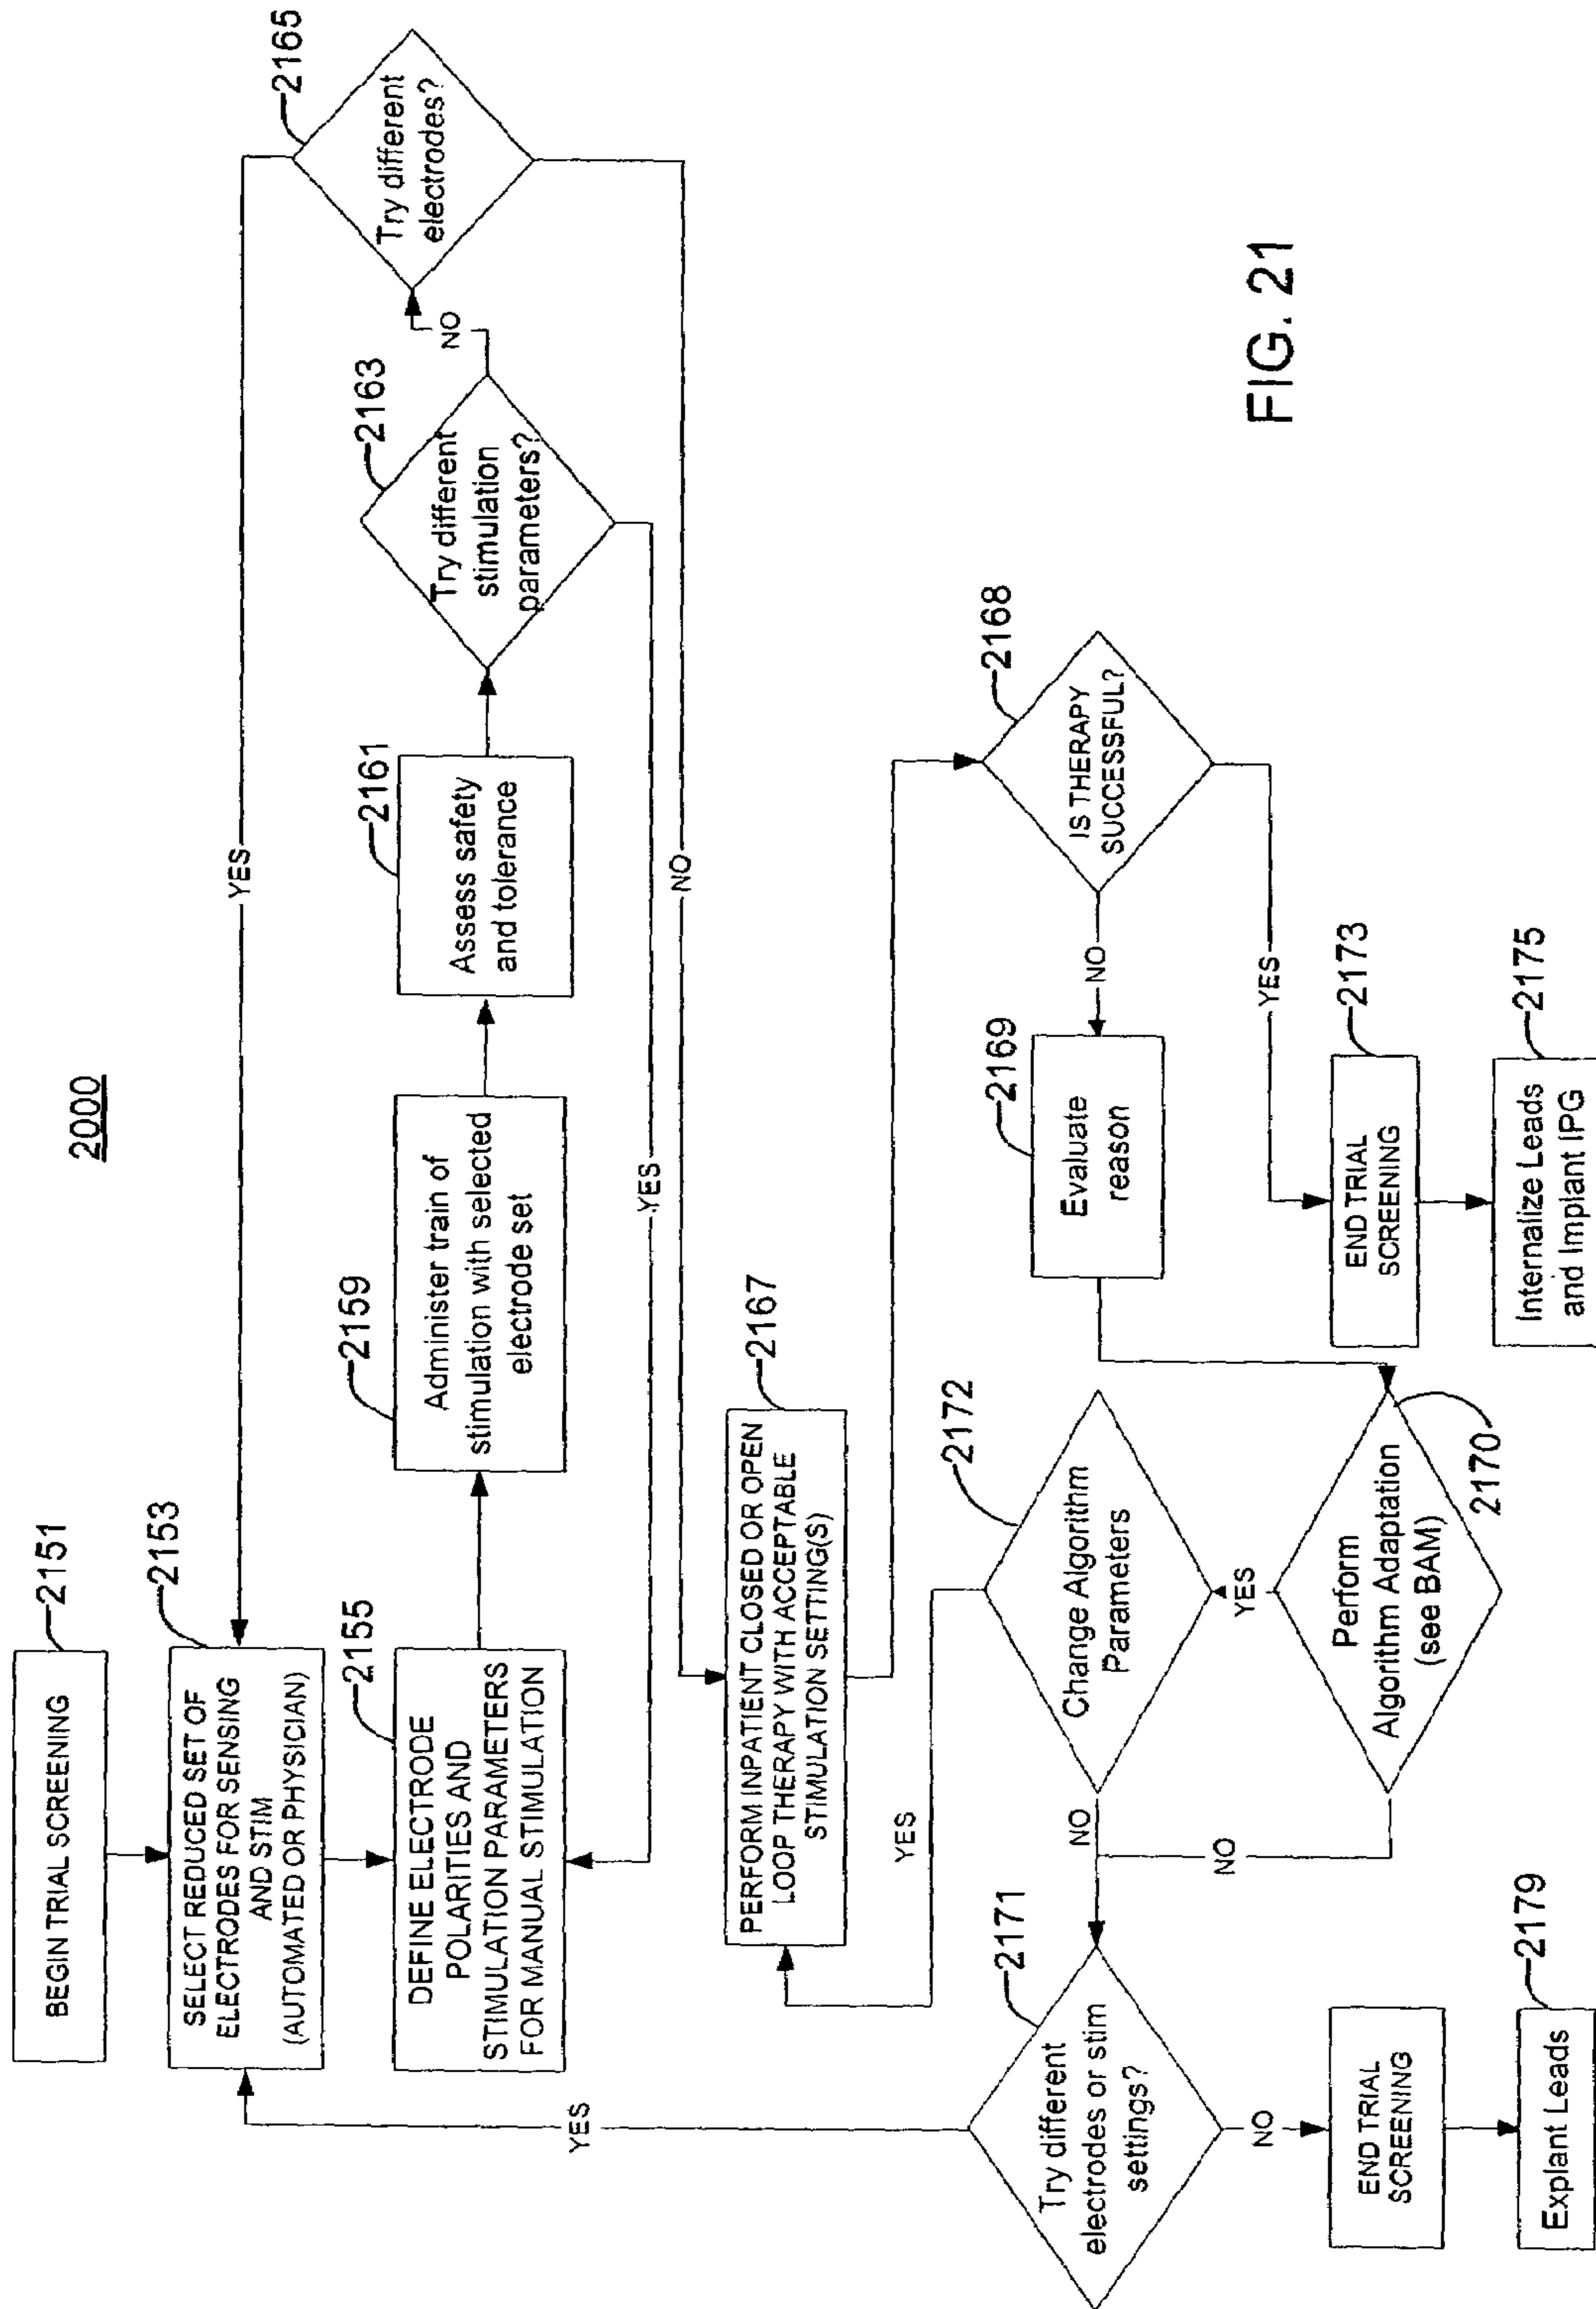 2000
BEGIN TRIAL SCREENING
2151
SELECT REDUCED SET OF
ELECTRODES FOR SENSING
AND STIM
(AUTOMATED OR PHYSICIAN)
2153
DEFINE ELECTRODE
POLARITIES AND
STIMULATION PARAMETERS
FOR MANUAL STIMULATION
2155
Administer train of
stimulation with selected
electrode set
2159
Assess safety
and tolerance
2161
Try different
stimulation
parameters?
2163
NO
YES
Try different
electrodes?
2165
YES
NO
PERFORM INPATIENT CLOSED OR OPEN
LOOP THERAPY WITH ACCEPTABLE
STIMULATION SETTING(S)
2167
IS THERAPY
SUCCESSFUL?
2168
NO
YES
Evaluate
reason
2169
END TRIAL
SCREENING
2173
Internalize Leads
and Implant IPG
2175
Perform
Algorithm Adaptation
(see BAM)
2170
YES
NO
Change Algorithm
Parameters
2172
YES
NO
Try different
electrodes or stim
settings?
2171
YES
NO
END TRIAL
SCREENING
Explant Leads
2179
FIG. 21